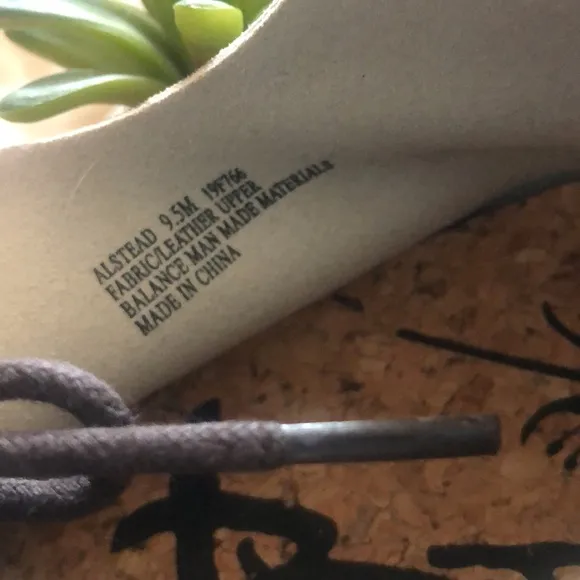 ALSTEAD 9.5M 19F766
FABRIC/LEATHER UPPER
BALANCE MAN MADE MATERIALS
MADE IN CHINA